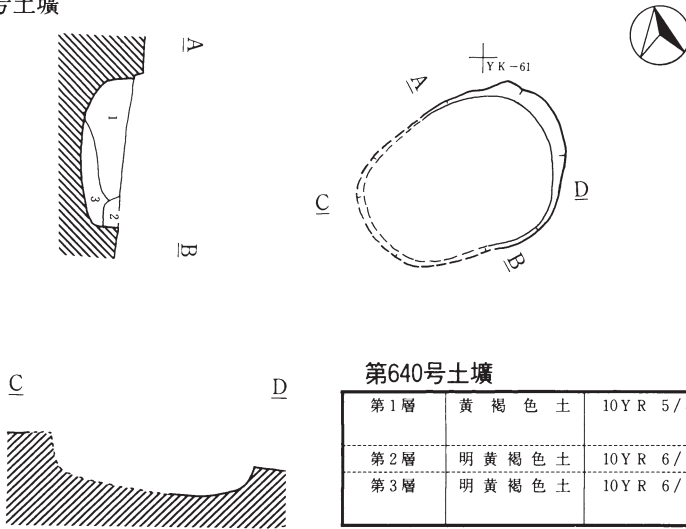 号土壙
A
1
3
2
B
YK-61
A
C
D
B
C
D
第640号土壙
第1層 黄褐色土 10YR 5/
第2層 明黄褐色土 10YR 6/
第3層 明黄褐色土 10YR 6/